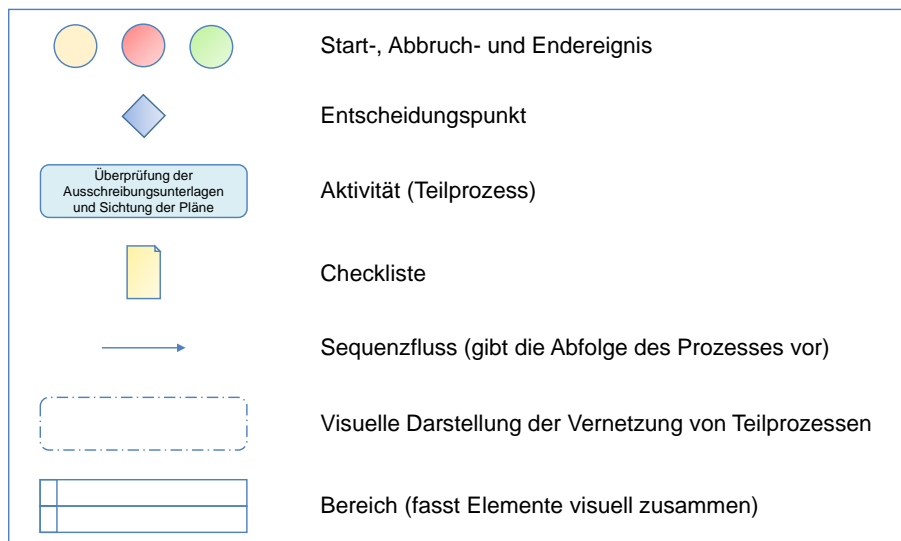 Start-, Abbruch- und Endereignis
Entscheidungspunkt
Überprüfung der
Ausschreibungsunterlagen
und Sichtung der Pläne
Aktivität (Teilprozess)
Checkliste
Sequenzfluss (gibt die Abfolge des Prozesses vor)
Visuelle Darstellung der Vernetzung von Teilprozessen
Bereich (fasst Elemente visuell zusammen)